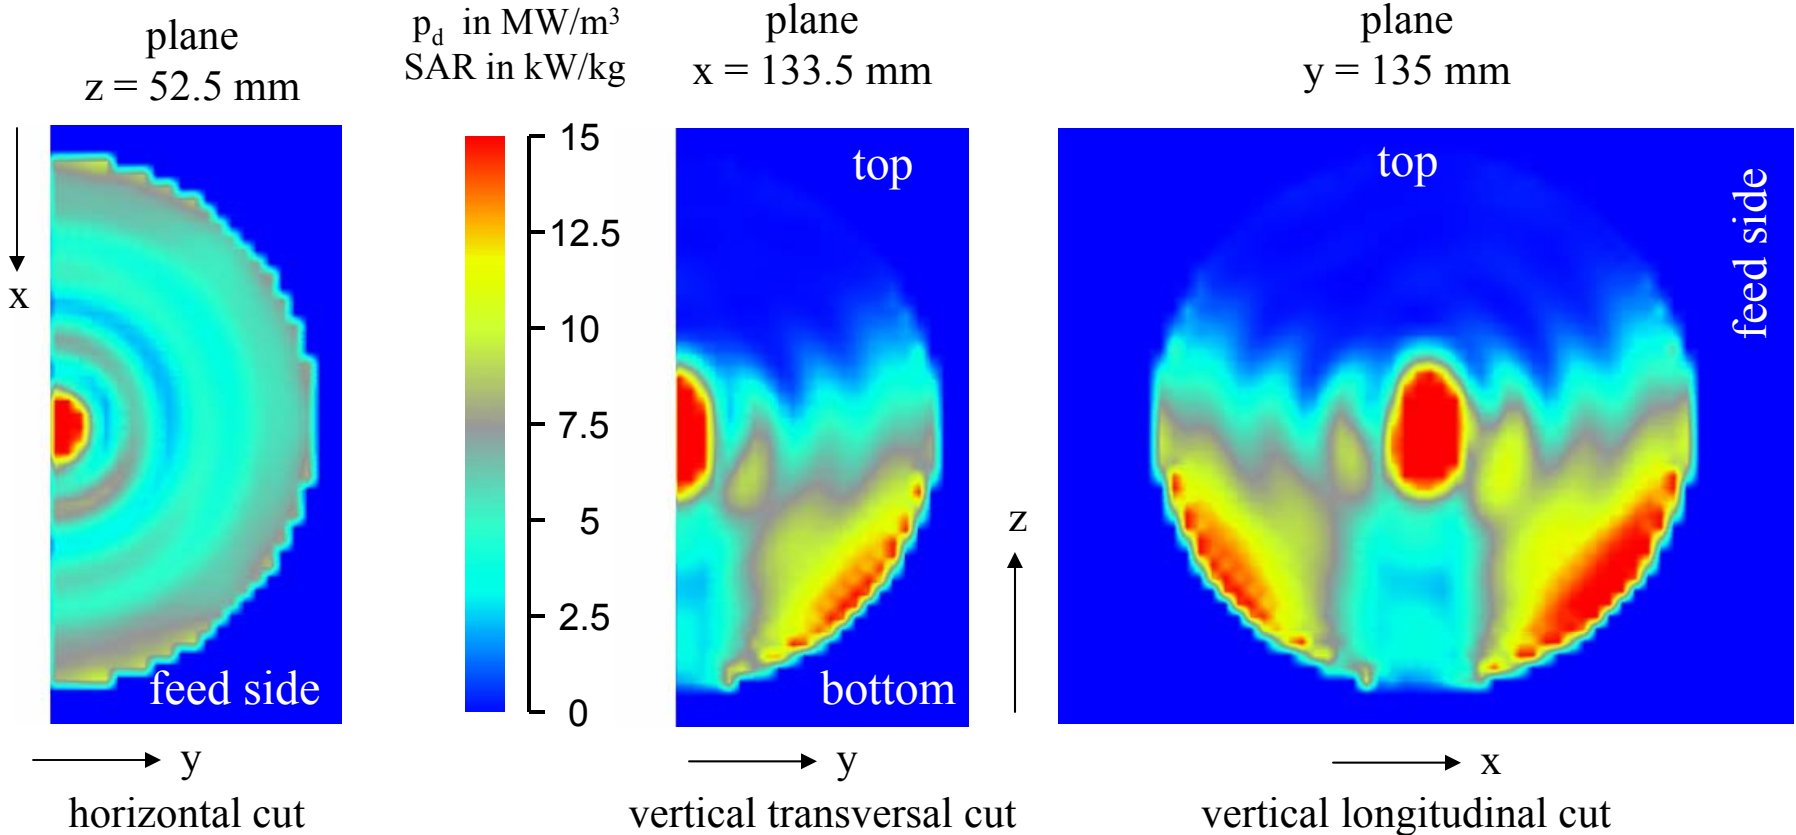 plane
z = 52.5 mm
p_d in MW/m³
SAR in kW/kg
plane
x = 133.5 mm
plane
y = 135 mm
x
feed side
y
horizontal cut
15
12.5
10
7.5
5
2.5
0
top
bottom
y
vertical transversal cut
z
top
feed side
x
vertical longitudinal cut